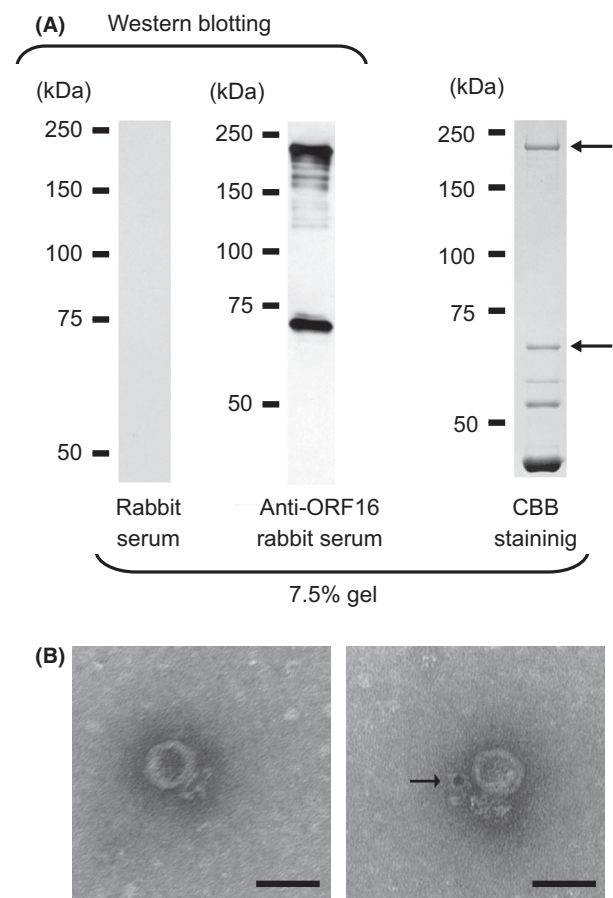 (A) Western blotting
(kDa)
250
150
100
75
50
Rabbit
serum
(kDa)
250
150
100
75
50
Anti-ORF16
rabbit serum
(kDa)
250
150
100
75
50
CBB
staininig
7.5% gel
(B)